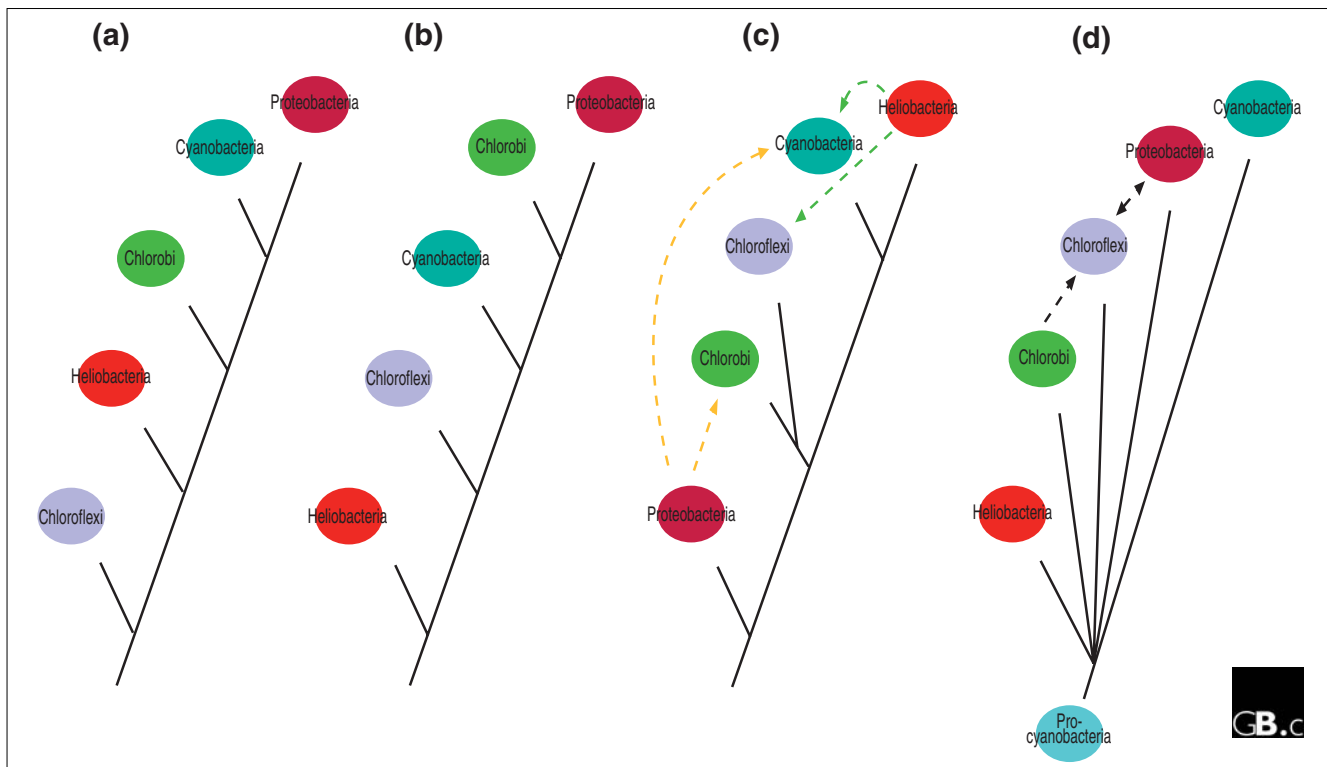 (a)
Proteobacteria
Cyanobacteria
Chlorobi
Heliobacteria
Chloroflexi
(b)
Proteobacteria
Chlorobi
Cyanobacteria
Chloroflexi
Heliobacteria
(c)
Heliobacteria
Cyanobacteria
Chloroflexi
Chlorobi
Proteobacteria
(d)
Cyanobacteria
Proteobacteria
Chloroflexi
Chlorobi
Heliobacteria
Pro-
cyanobacteria
GB.c